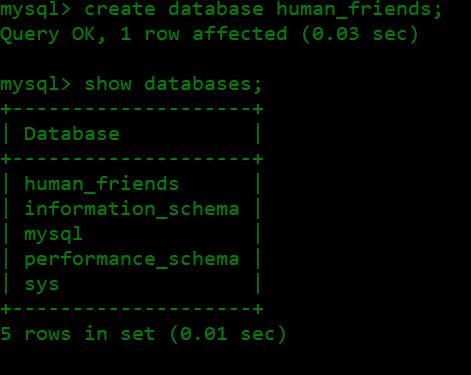 mysql> create database human_friends;
Query OK, 1 row affected (0.03 sec)

mysql> show databases;
+--------------------+
| Database           |
+--------------------+
| human_friends      |
| information_schema |
| mysql              |
| performance_schema |
| sys                |
+--------------------+
5 rows in set (0.01 sec)